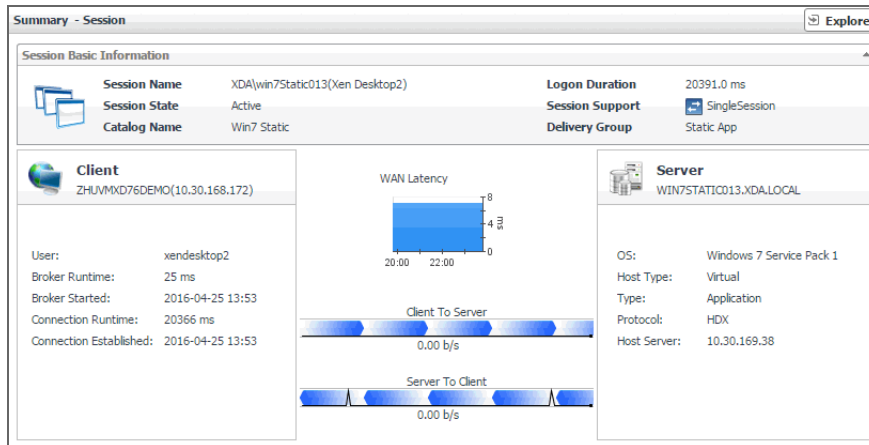 Summary - Session
Explore
Session Basic Information
Session Name XDA\win7Static013(Xen Desktop2) Logon Duration 20391.0 ms
Session State Active Session Support SingleSession
Catalog Name Win7 Static Delivery Group Static App
Client
ZHUVMXD76DEMO(10.30.168.172)
User: xendesktop2
Broker Runtime: 25 ms
Broker Started: 2016-04-25 13:53
Connection Runtime: 20366 ms
Connection Established: 2016-04-25 13:53
WAN Latency
8
4
0
ms
20:00 22:00
Client To Server
0.00 b/s
Server To Client
0.00 b/s
Server
WIN7STATIC013.XDA.LOCAL
OS: Windows 7 Service Pack 1
Host Type: Virtual
Type: Application
Protocol: HDX
Host Server: 10.30.169.38